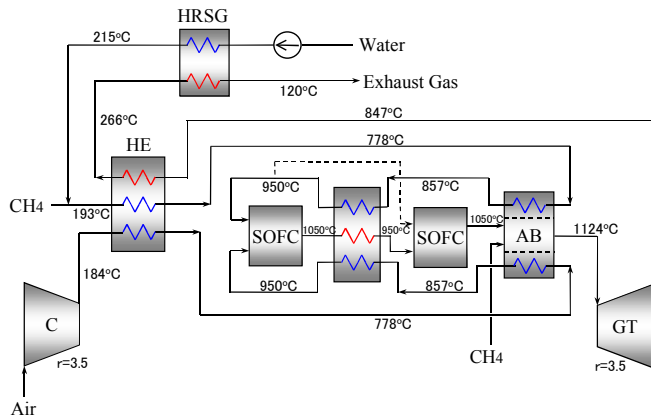 HRSG
215°C
Water
Exhaust Gas
120°C
847°C
266°C
HE
778°C
950°C
857°C
CH4
193°C
SOFC
1050°C
950°C
SOFC
1050°C
AB
1124°C
184°C
950°C
857°C
C
778°C
GT
CH4
r=3.5
r=3.5
Air